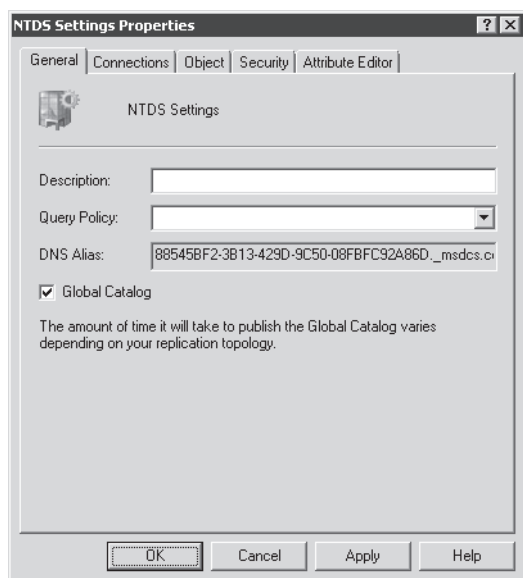 NTDS Settings Properties
General Connections Object Security Attribute Editor
NTDS Settings
Description:
Query Policy:
DNS Alias: 88545BF2-3B13-429D-9C50-08FBFC92A86D._msdcs.c
Global Catalog
The amount of time it will take to publish the Global Catalog varies
depending on your replication topology.
OK Cancel Apply Help